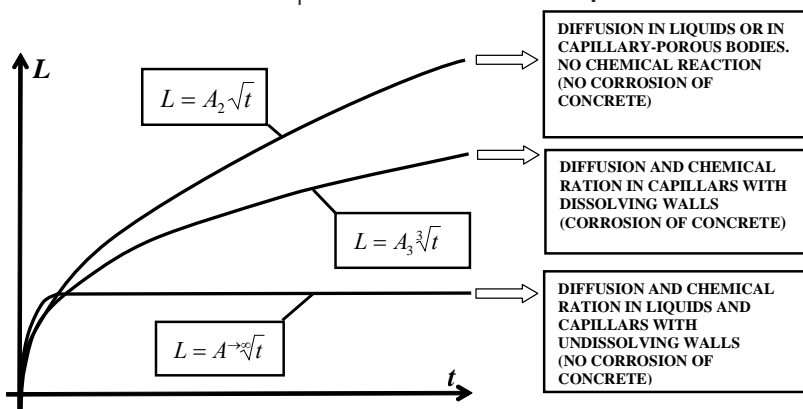 L
L = A₂√t
L = A₃∛t
L = A →∞√t
t
DIFFUSION IN LIQUIDS OR IN
CAPILLARY-POROUS BODIES.
NO CHEMICAL REACTION
(NO CORROSION OF
CONCRETE)
DIFFUSION AND CHEMICAL
RATION IN CAPILLARS WITH
DISSOLVING WALLS
(CORROSION OF CONCRETE)
DIFFUSION AND CHEMICAL
RATION IN LIQUIDS AND
CAPILLARS WITH
UNDISSOLVING WALLS
(NO CORROSION OF
CONCRETE)